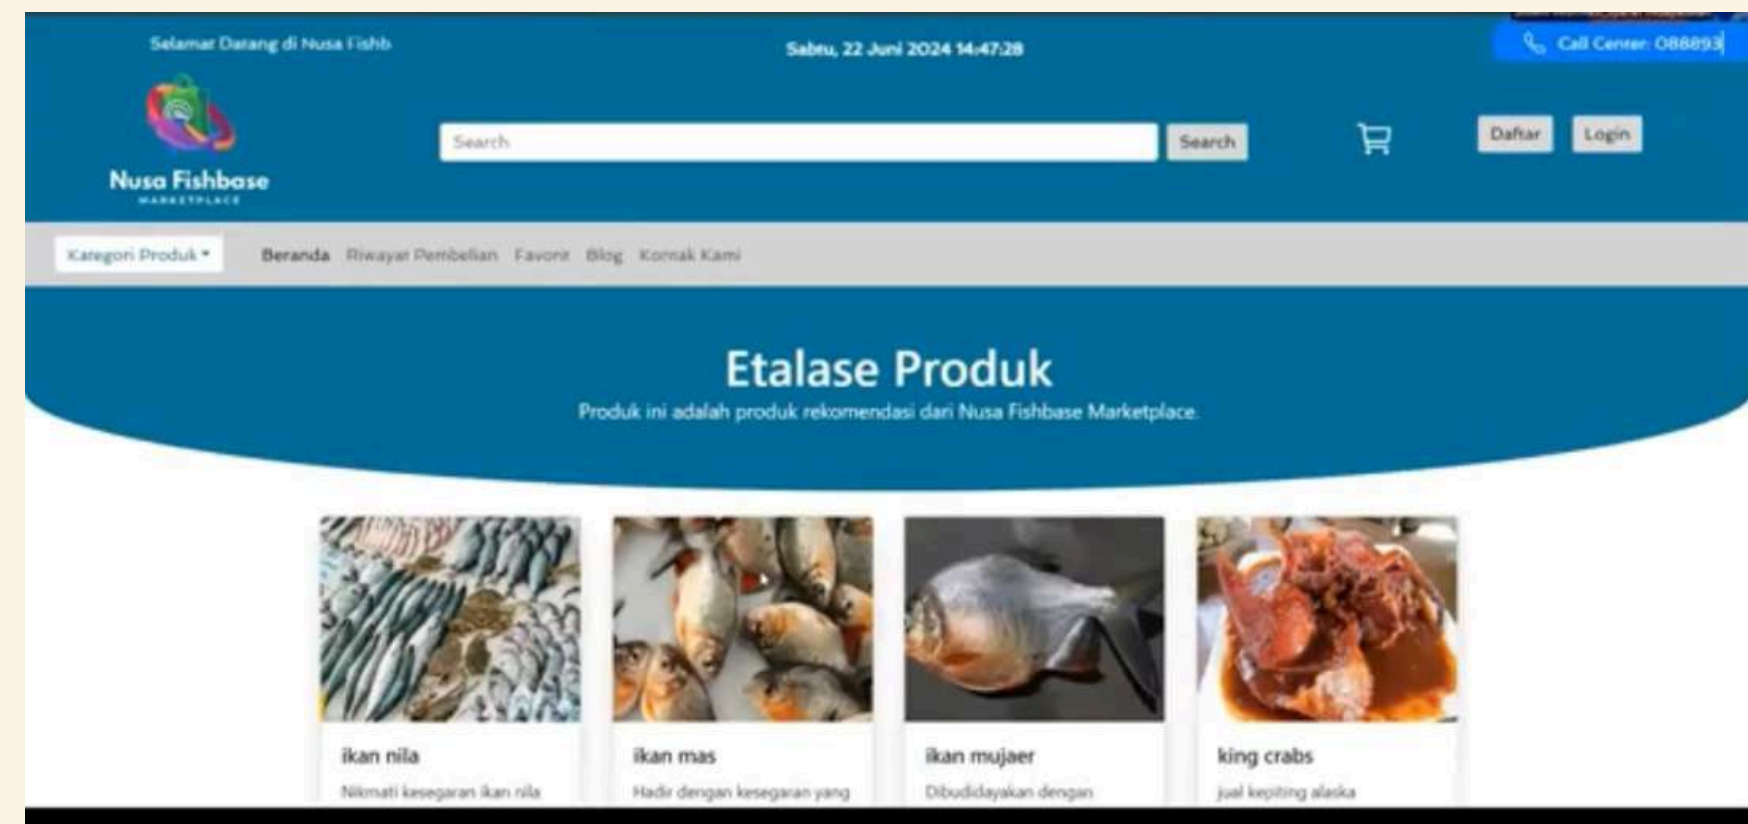 Selamat Datang di Nusa Fishb
Sabtu, 22 Juni 2024 14:47:28
Call Center: 088893
Search
Search
Daftar
Login
Nusa Fishbase
MARKETPLACE
Kategori Produk
Beranda Riwayat Pembelian Favorit Blog Kontak Kami
Etalase Produk
Produk ini adalah produk rekomendasi dari Nusa Fishbase Marketplace.
ikan nila
ikan mas
ikan mujaer
king crabs
Nikmati kesegaran ikan nila
Hadir dengan kesegaran yang
Dibudidayakan dengan
jual kepiting alaska